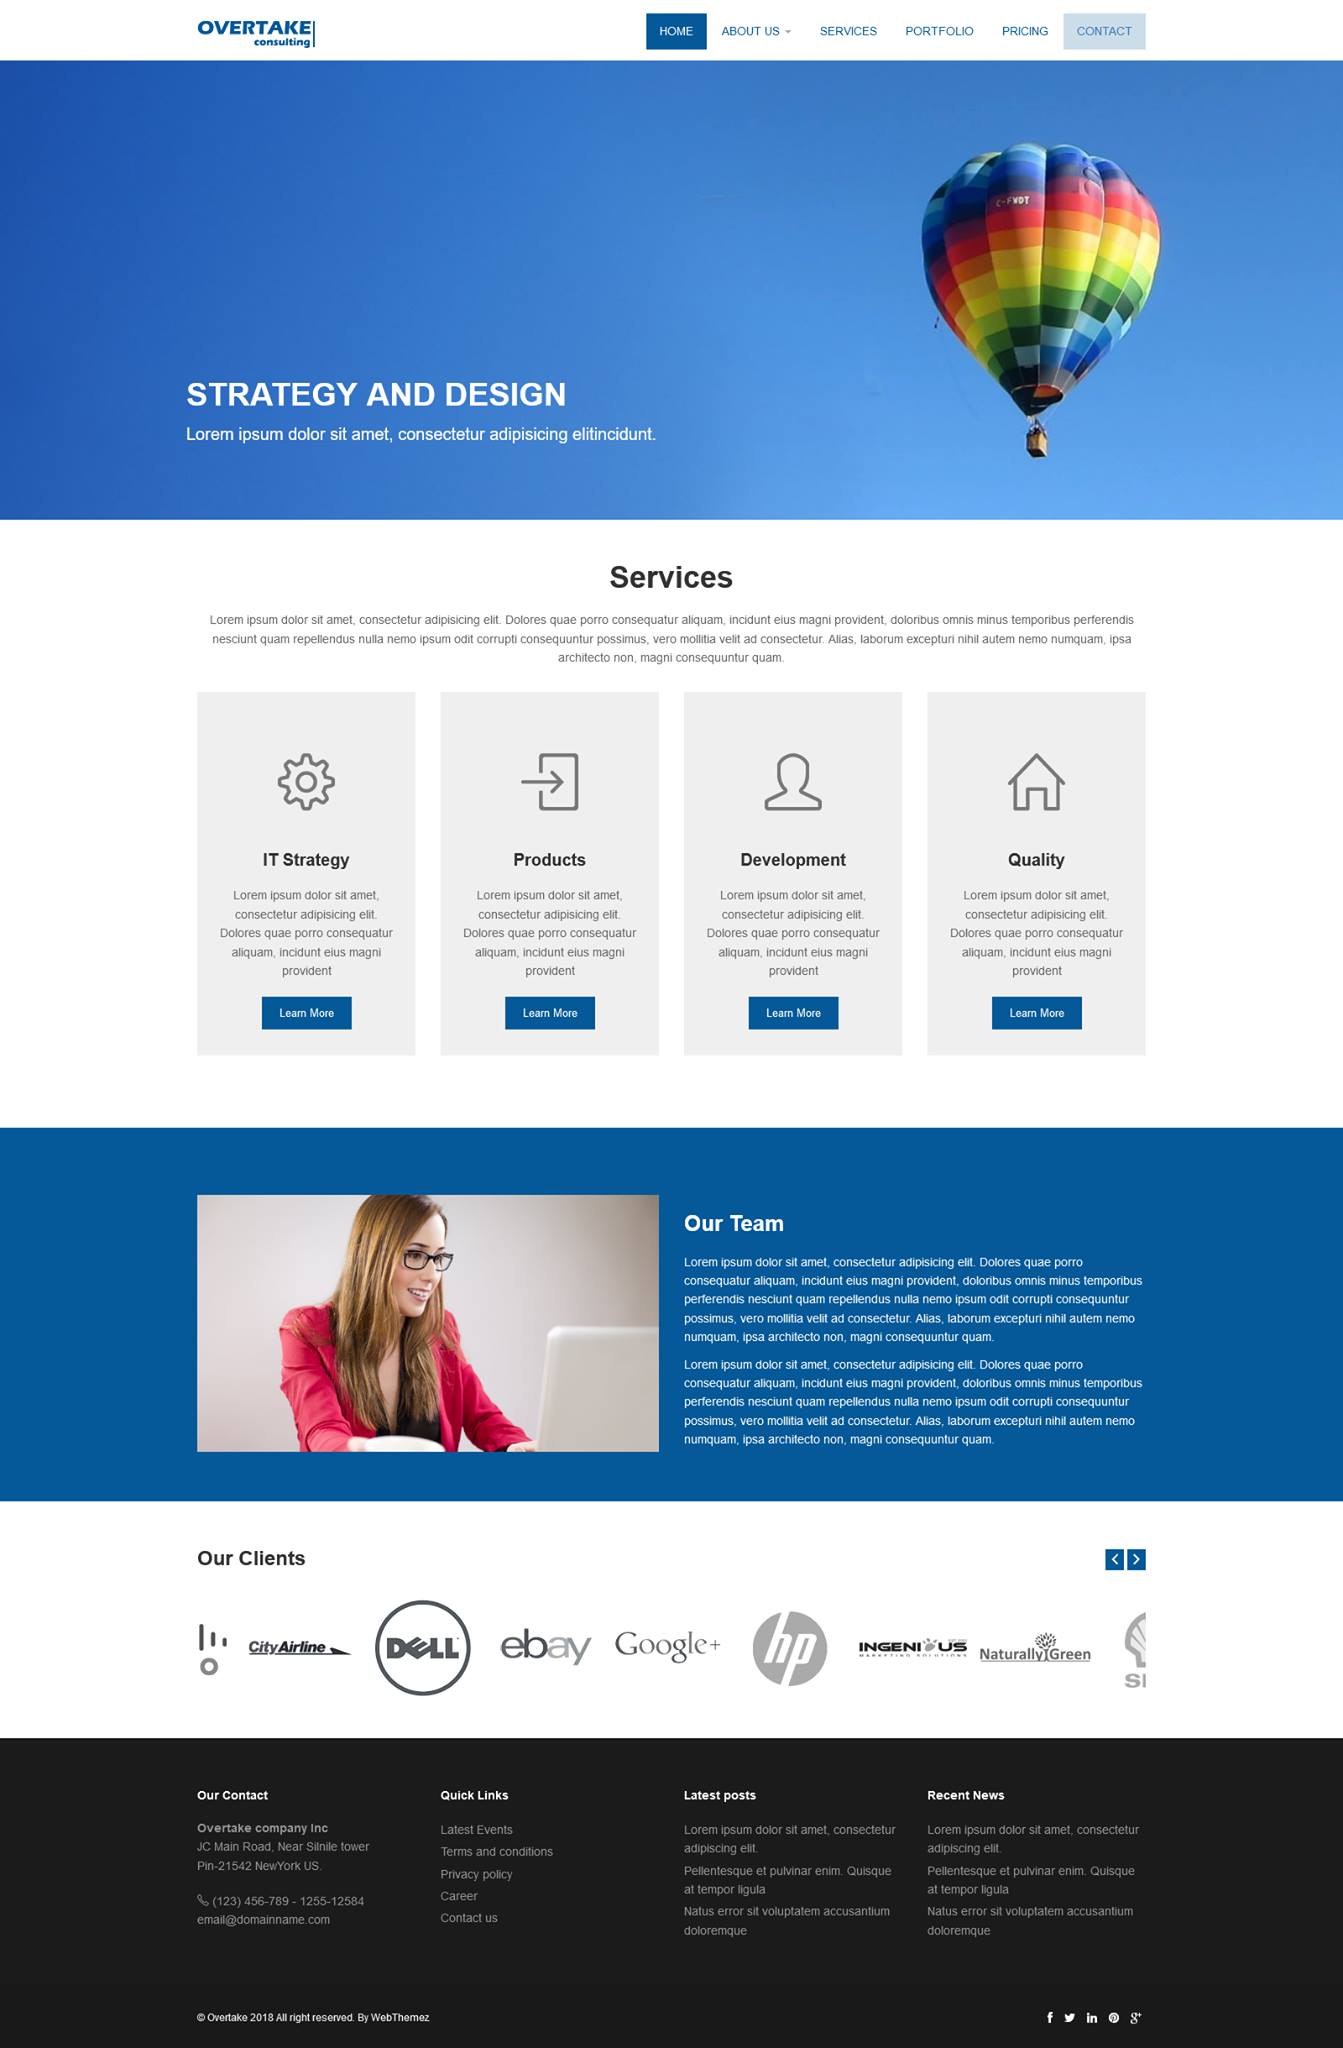 OVERTAKE
consulting
HOME
ABOUT US
SERVICES
PORTFOLIO
PRICING
CONTACT
C-FWDT
STRATEGY AND DESIGN
Lorem ipsum dolor sit amet, consectetur adipisicing elitincidunt.
Services
Lorem ipsum dolor sit amet, consectetur adipisicing elit. Dolores quae porro consequatur aliquam, incidunt eius magni provident, doloribus omnis minus temporibus perferendis
nesciunt quam repellendus nulla nemo ipsum odit corrupti consequuntur possimus, vero mollitia velit ad consectetur. Alias, laborum excepturi nihil autem nemo numquam, ipsa
architecto non, magni consequuntur quam.
IT Strategy
Lorem ipsum dolor sit amet,
consectetur adipisicing elit.
Dolores quae porro consequatur
aliquam, incidunt eius magni
provident
Learn More
Products
Lorem ipsum dolor sit amet,
consectetur adipisicing elit.
Dolores quae porro consequatur
aliquam, incidunt eius magni
provident
Learn More
Development
Lorem ipsum dolor sit amet,
consectetur adipisicing elit.
Dolores quae porro consequatur
aliquam, incidunt eius magni
provident
Learn More
Quality
Lorem ipsum dolor sit amet,
consectetur adipisicing elit.
Dolores quae porro consequatur
aliquam, incidunt eius magni
provident
Learn More
Our Team
Lorem ipsum dolor sit amet, consectetur adipisicing elit. Dolores quae porro
consequatur aliquam, incidunt eius magni provident, doloribus omnis minus temporibus
perferendis nesciunt quam repellendus nulla nemo ipsum odit corrupti consequuntur
possimus, vero mollitia velit ad consectetur. Alias, laborum excepturi nihil autem nemo
numquam, ipsa architecto non, magni consequuntur quam.
Lorem ipsum dolor sit amet, consectetur adipisicing elit. Dolores quae porro
consequatur aliquam, incidunt eius magni provident, doloribus omnis minus temporibus
perferendis nesciunt quam repellendus nulla nemo ipsum odit corrupti consequuntur
possimus, vero mollitia velit ad consectetur. Alias, laborum excepturi nihil autem nemo
numquam, ipsa architecto non, magni consequuntur quam.
Our Clients
CityAirline
DELL
ebay
Google+
hp
INGENIOUS
MARKETING SOLUTIONS
Naturally Green
Our Contact
Overtake company Inc
JC Main Road, Near Silnile tower
Pin-21542 NewYork US.
(123) 456-789 - 1255-12584
email@domainname.com
Quick Links
Latest Events
Terms and conditions
Privacy policy
Career
Contact us
Latest posts
Lorem ipsum dolor sit amet, consectetur
adipiscing elit.
Pellentesque et pulvinar enim. Quisque
at tempor ligula
Natus error sit voluptatem accusantium
doloremque
Recent News
Lorem ipsum dolor sit amet, consectetur
adipiscing elit.
Pellentesque et pulvinar enim. Quisque
at tempor ligula
Natus error sit voluptatem accusantium
doloremque
© Overtake 2018 All right reserved. By WebThemez